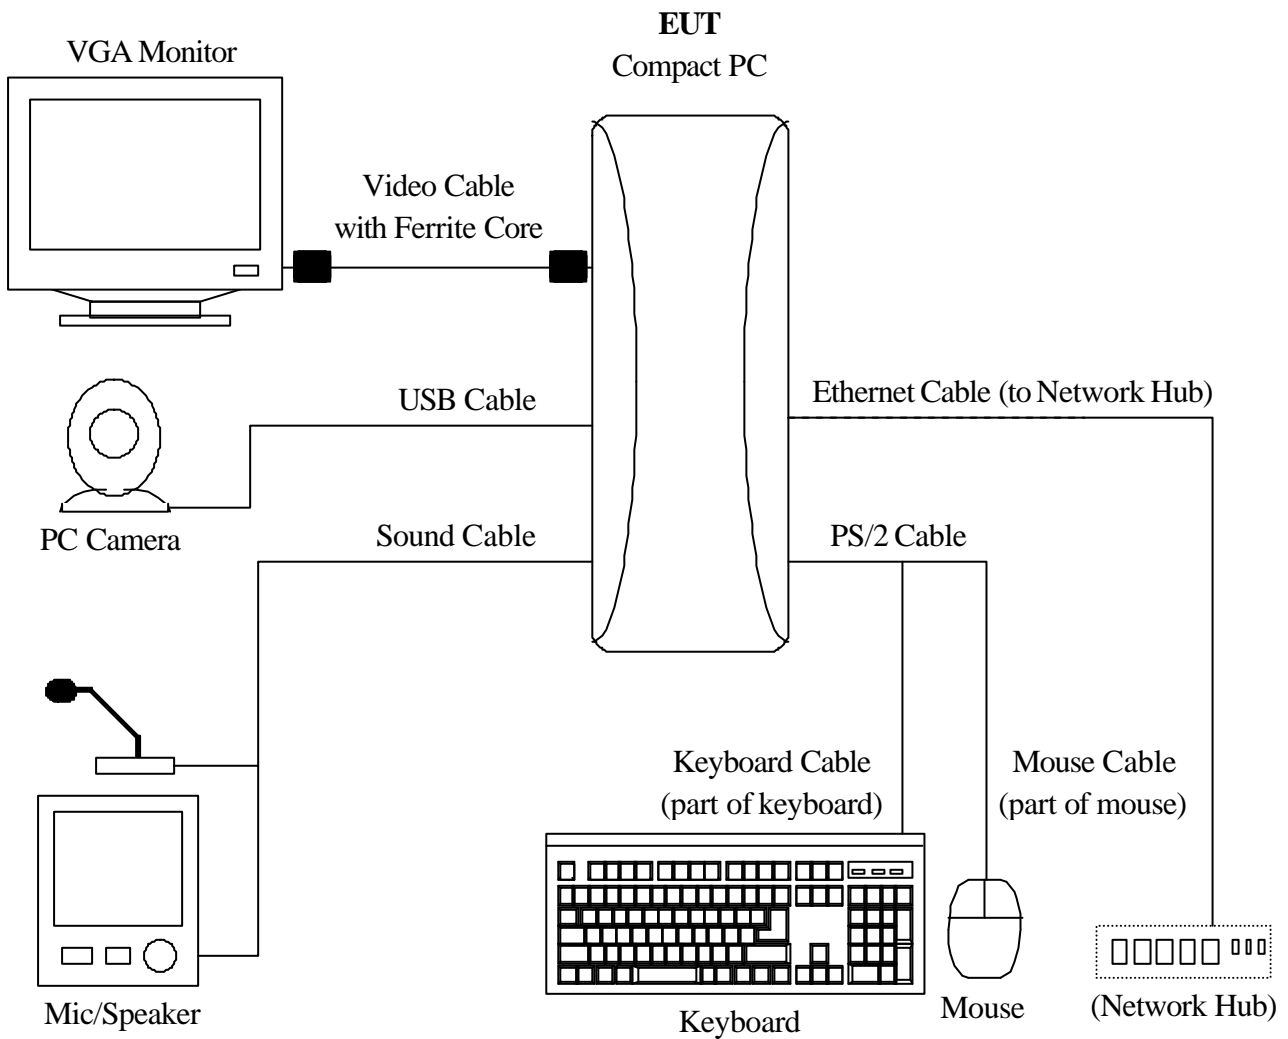 EUT
Compact PC
VGA Monitor
Video Cable
with Ferrite Core
USB Cable
Ethernet Cable (to Network Hub)
PC Camera
Sound Cable
PS/2 Cable
Keyboard Cable
(part of keyboard)
Mouse Cable
(part of mouse)
Mic/Speaker
Keyboard
Mouse
(Network Hub)